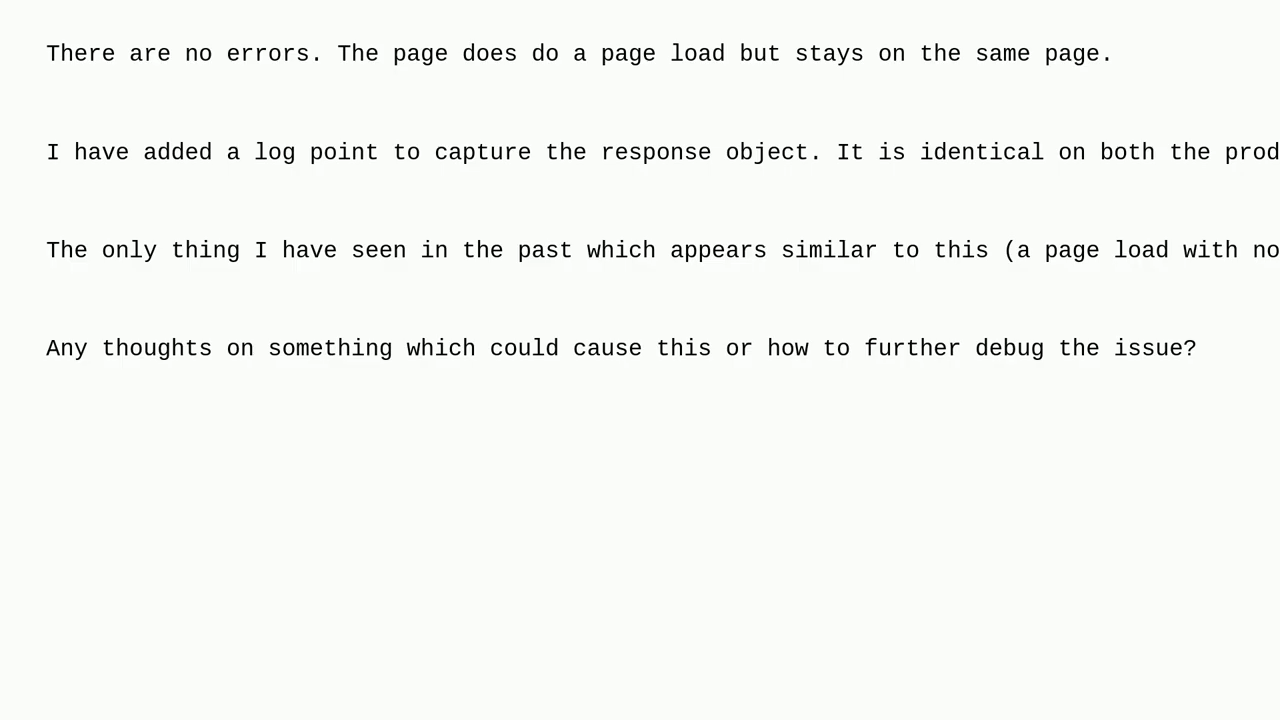 There are no errors. The page does do a page load but stays on the same page.
I have added a log point to capture the response object. It is identical on both the prod
The only thing I have seen in the past which appears similar to this (a page load with no
Any thoughts on something which could cause this or how to further debug the issue?